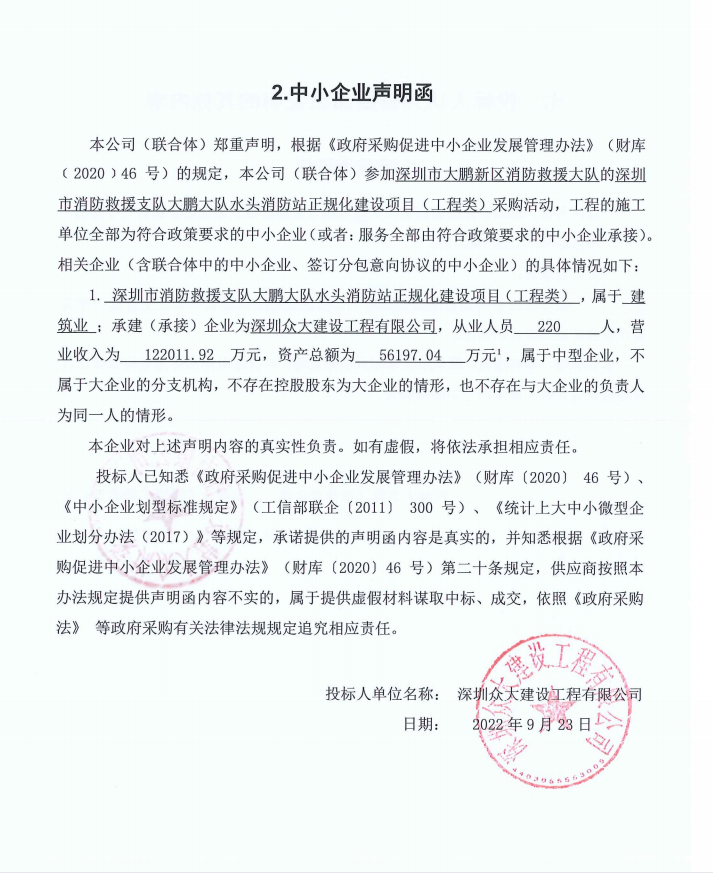 2.中小企业声明函
本公司（联合体）郑重声明，根据《政府采购促进中小企业发展管理办法》（财库
﹝2020﹞46 号）的规定，本公司（联合体）参加深圳市大鹏新区消防救援大队的深圳
市消防救援支队大鹏大队水头消防站正规化建设项目（工程类）采购活动，工程的施工
单位全部为符合政策要求的中小企业（或者：服务全部由符合政策要求的中小企业承接）。
相关企业（含联合体中的中小企业、签订分包意向协议的中小企业）的具体情况如下：
1. 深圳市消防救援支队大鹏大队水头消防站正规化建设项目（工程类），属于 建
筑业 ；承建（承接）企业为深圳众大建设工程有限公司，从业人员 220 人，营
业收入为 122011.92 万元，资产总额为 56197.04 万元¹，属于中型企业，不
属于大企业的分支机构，不存在控股股东为大企业的情形，也不存在与大企业的负责人
为同一人的情形。
本企业对上述声明内容的真实性负责。如有虚假，将依法承担相应责任。
投标人已知悉《政府采购促进中小企业发展管理办法》（财库〔2020〕 46 号）、
《中小企业划型标准规定》（工信部联企〔2011〕 300 号）、《统计上大中小微型企
业划分办法（2017）》等规定，承诺提供的声明函内容是真实的，并知悉根据《政府采
购促进中小企业发展管理办法》（财库〔2020〕46 号）第二十条规定，供应商按照本
办法规定提供声明函内容不实的，属于提供虚假材料谋取中标、成交，依照《政府采购
法》 等政府采购有关法律法规规定追究相应责任。
投标人单位名称： 深圳众大建设工程有限公司
日期： 2022 年 9 月 23 日
深圳众大建设工程有限公司
4403055553005